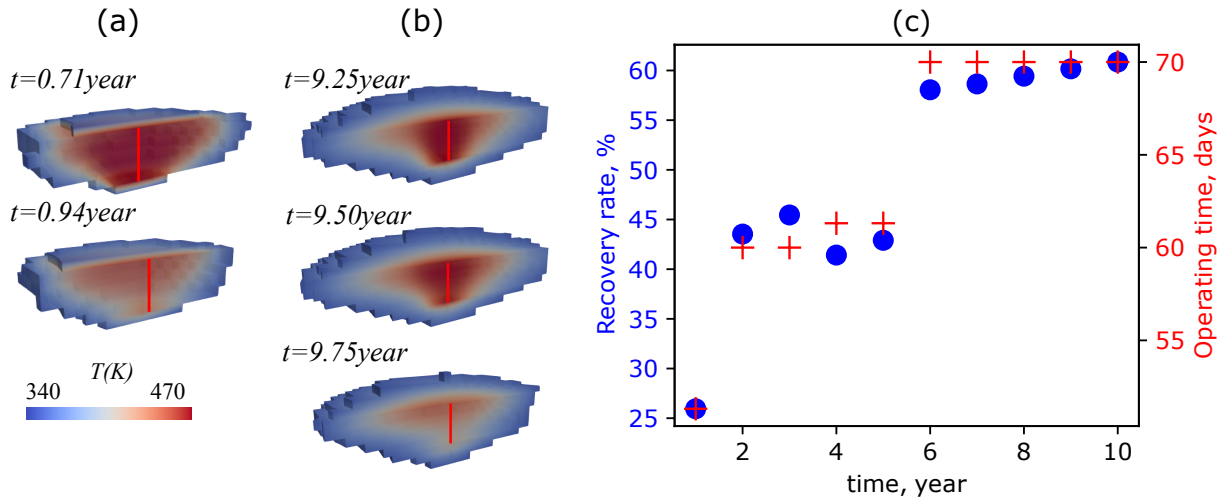 (a)
(b)
(c)
t=0.71year
t=0.94year
T(K)
340
470
t=9.25year
t=9.50year
t=9.75year
Recovery rate, %
60
55
50
45
40
35
30
25
2
4
6
8
10
time, year
70
65
60
55
Operating time, days